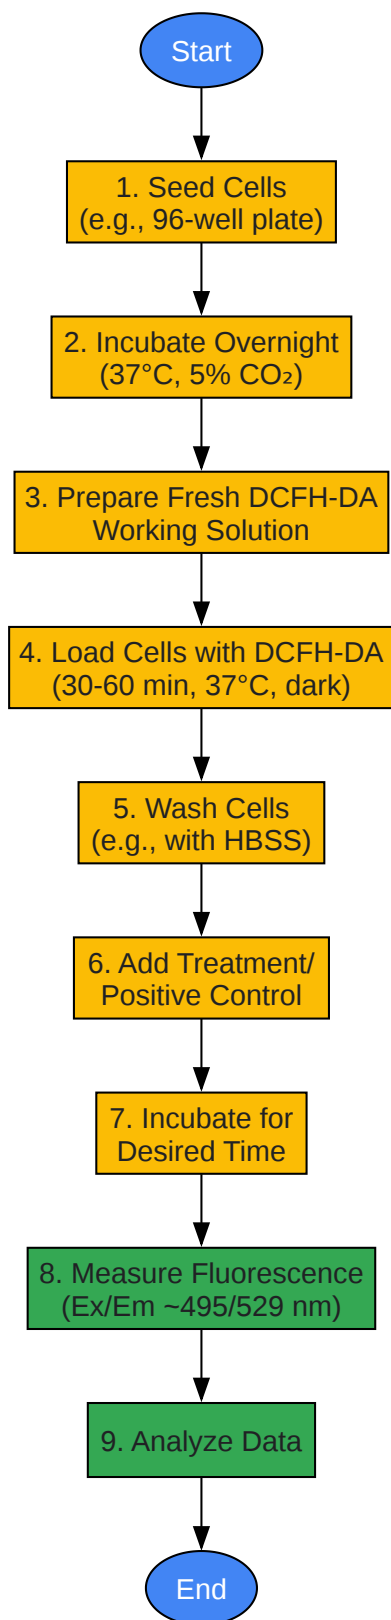 Start
1. Seed Cells
(e.g., 96-well plate)
2. Incubate Overnight
(37°C, 5% CO₂)
3. Prepare Fresh DCFH-DA
Working Solution
4. Load Cells with DCFH-DA
(30-60 min, 37°C, dark)
5. Wash Cells
(e.g., with HBSS)
6. Add Treatment/
Positive Control
7. Incubate for
Desired Time
8. Measure Fluorescence
(Ex/Em ~495/529 nm)
9. Analyze Data
End